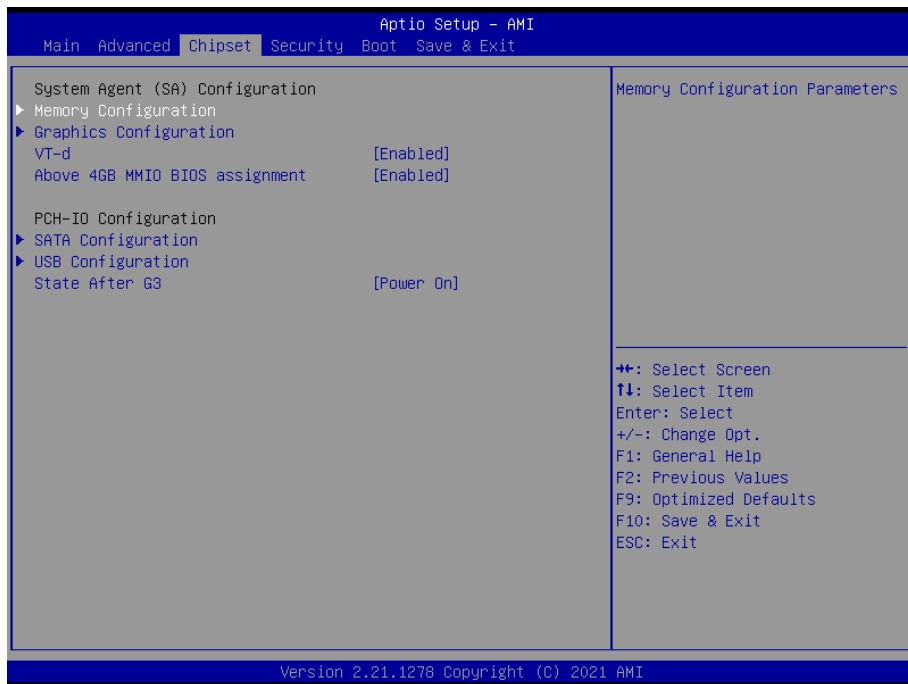 Aptio Setup – AMI
Main Advanced Chipset Security Boot Save & Exit
System Agent (SA) Configuration
▶ Memory Configuration
▶ Graphics Configuration
VT-d [Enabled]
Above 4GB MMIO BIOS assignment [Enabled]
PCH-IO Configuration
▶ SATA Configuration
▶ USB Configuration
State After G3 [Power On]
Memory Configuration Parameters
→←: Select Screen
↑↓: Select Item
Enter: Select
+/-: Change Opt.
F1: General Help
F2: Previous Values
F9: Optimized Defaults
F10: Save & Exit
ESC: Exit
Version 2.21.1278 Copyright (C) 2021 AMI